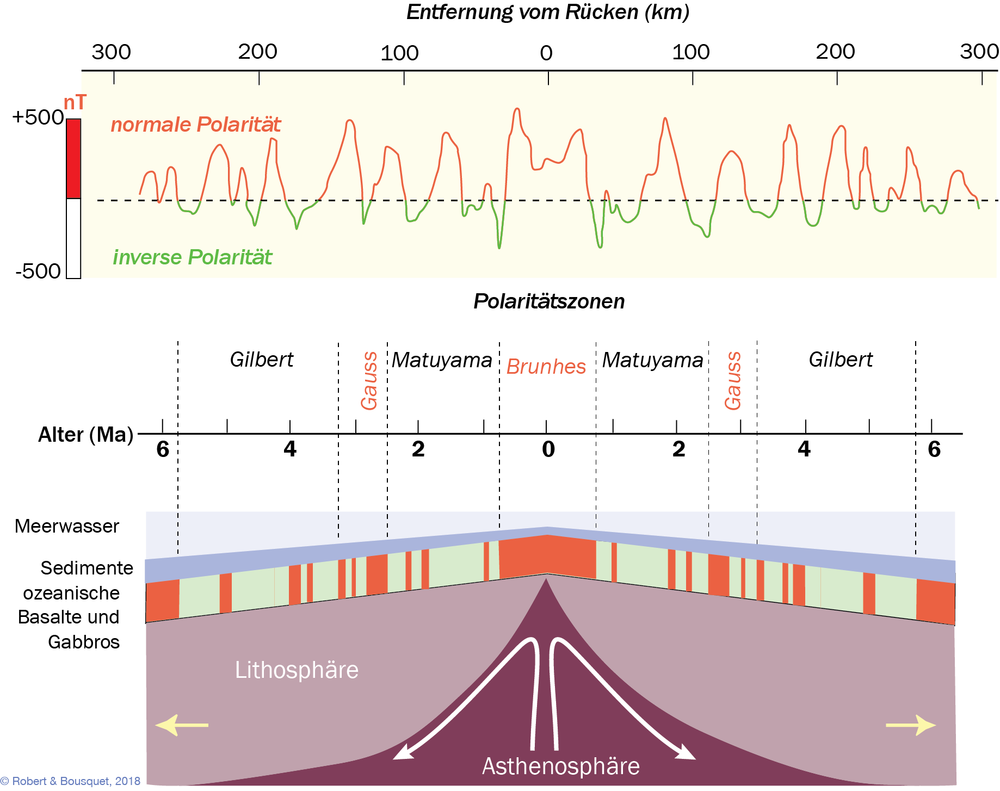 Entfernung vom Rücken (km)
300 200 100 0 100 200 300
nT
+500
normale Polarität
inverse Polarität
-500
Polaritätszonen
Gilbert Gauss Matuyama Brunhes Matuyama Gauss Gilbert
Alter (Ma)
6 4 2 0 2 4 6
Meerwasser
Sedimente
ozeanische
Basalte und
Gabbros
Lithosphäre
Asthenosphäre
© Robert & Bousquet, 2018